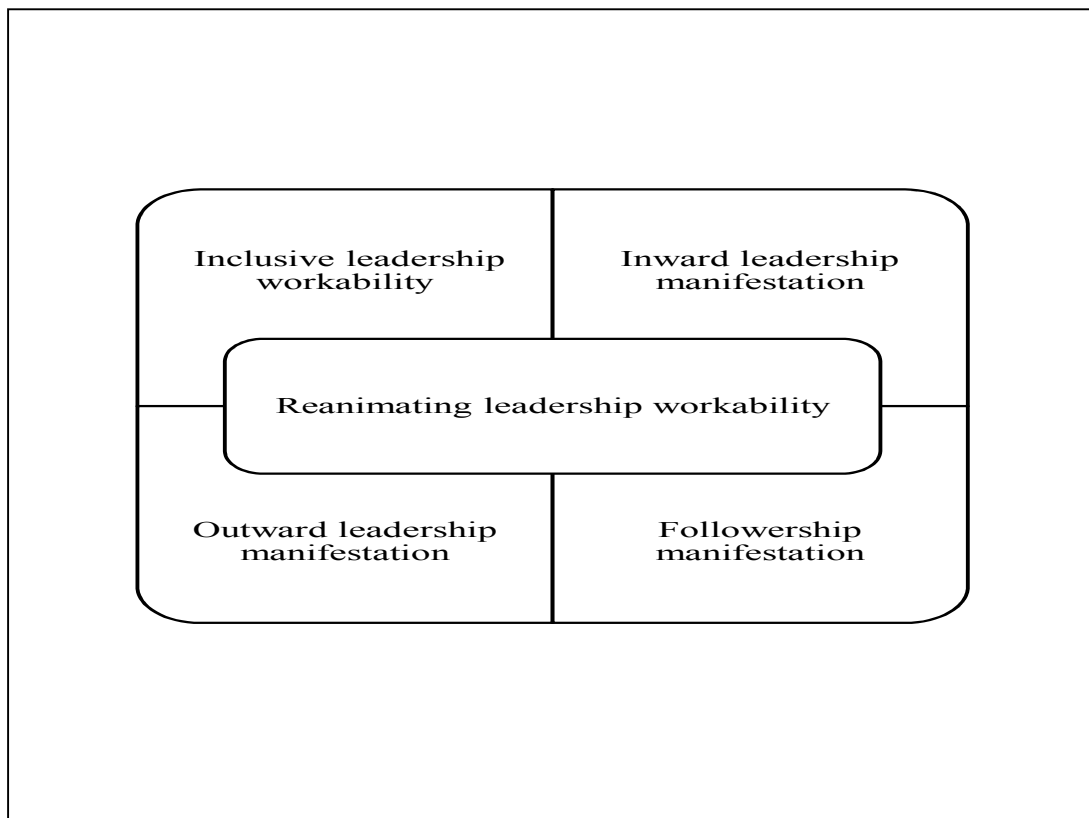 Inclusive leadership
workability
Inward leadership
manifestation
Reanimating leadership workability
Outward leadership
manifestation
Followership
manifestation